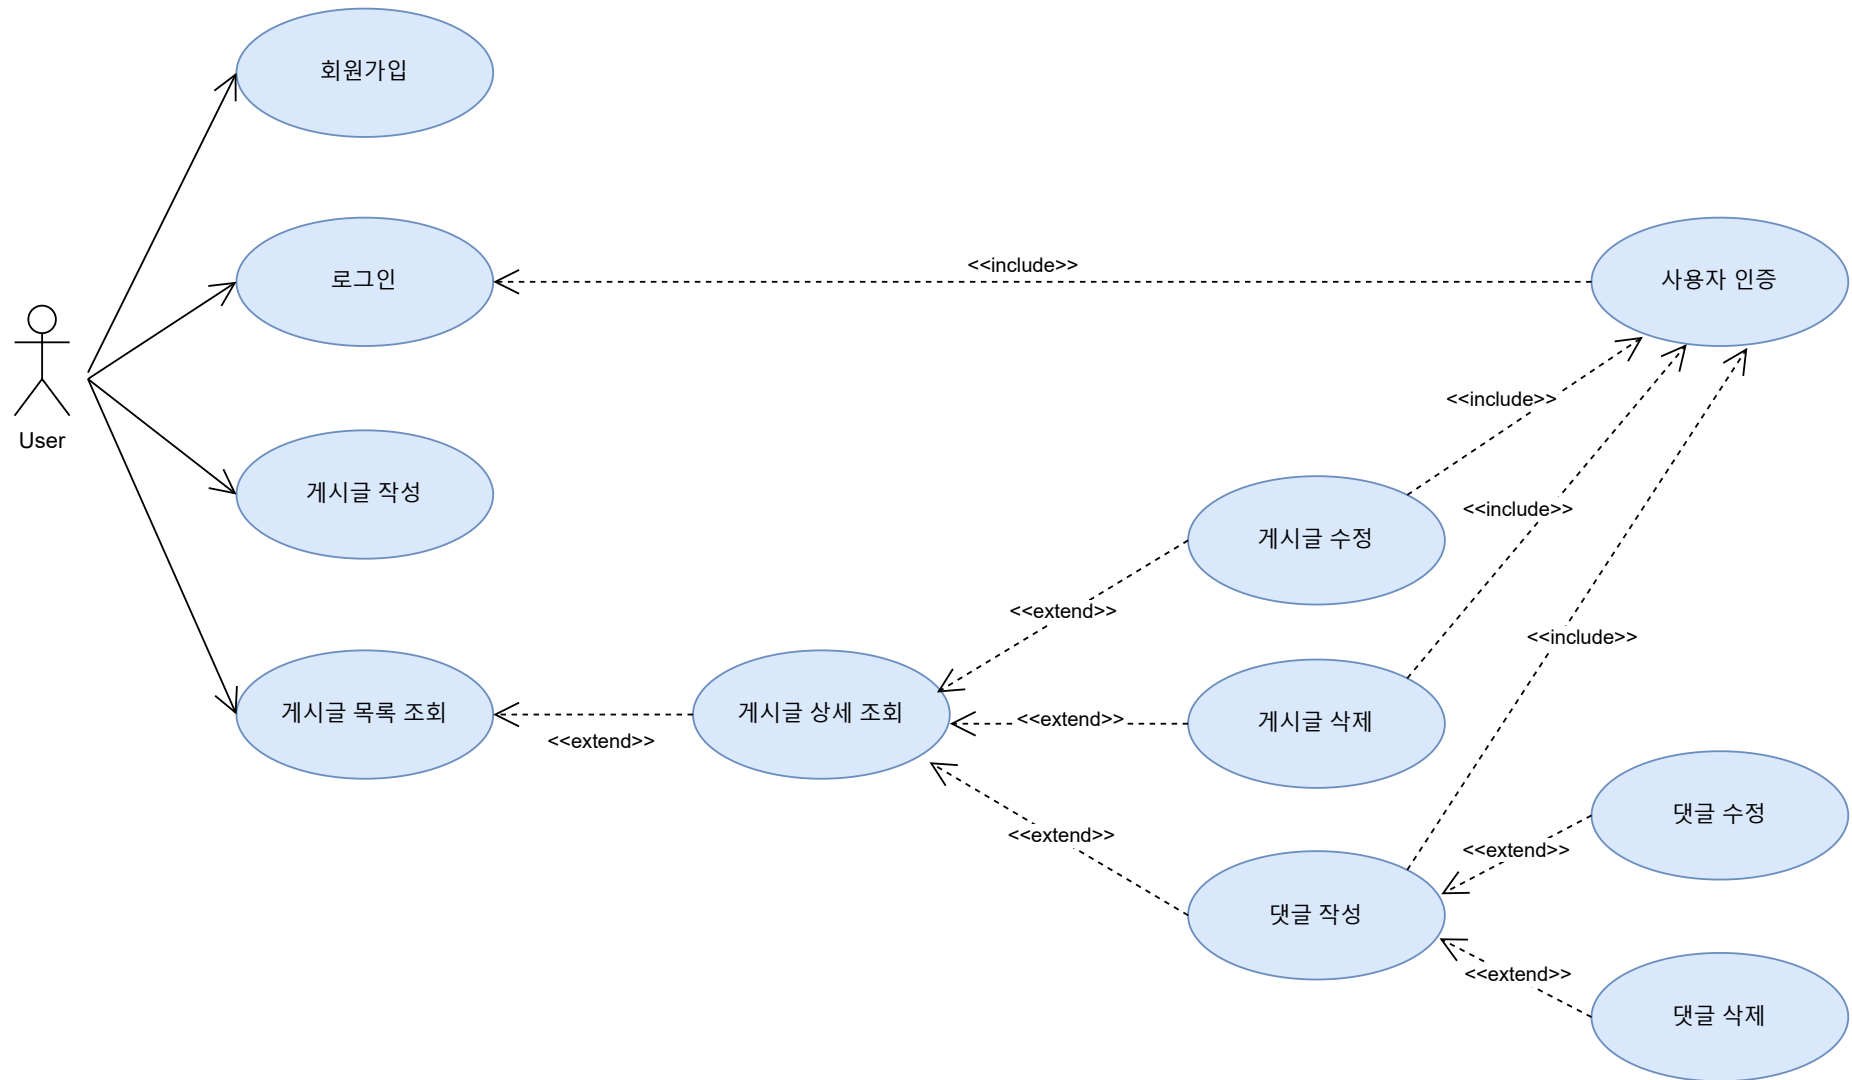 회원가입
로그인
<<include>>
사용자 인증
User
<<include>>
게시글 작성
<<include>>
게시글 수정
<<extend>>
<<include>>
게시글 목록 조회
<<extend>>
게시글 상세 조회
<<extend>>
게시글 삭제
<<extend>>
댓글 작성
<<extend>>
댓글 수정
<<extend>>
댓글 삭제